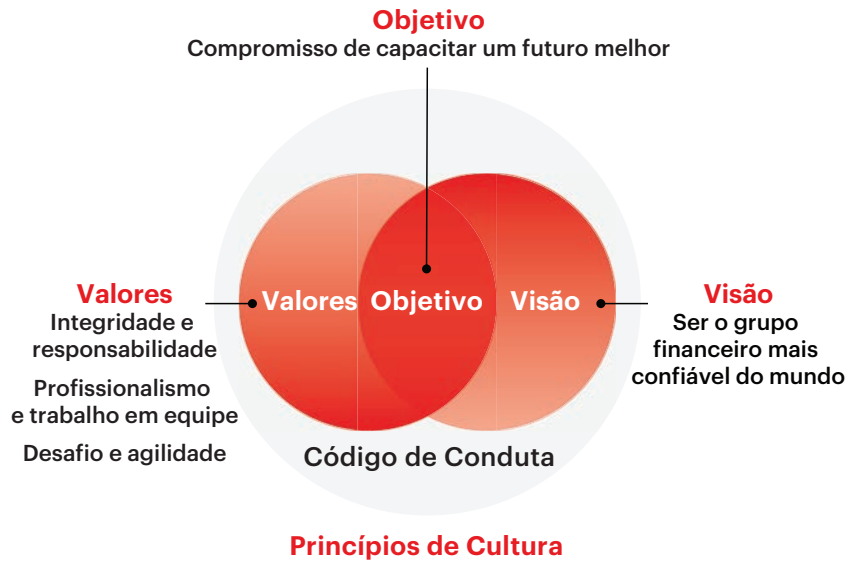 Objetivo
Compromisso de capacitar um futuro melhor
Valores
Integridade e
responsabilidade
Profissionalismo
e trabalho em equipe
Desafio e agilidade
Valores
Objetivo
Visão
Visão
Ser o grupo
financeiro mais
confiável do mundo
Código de Conduta
Princípios de Cultura